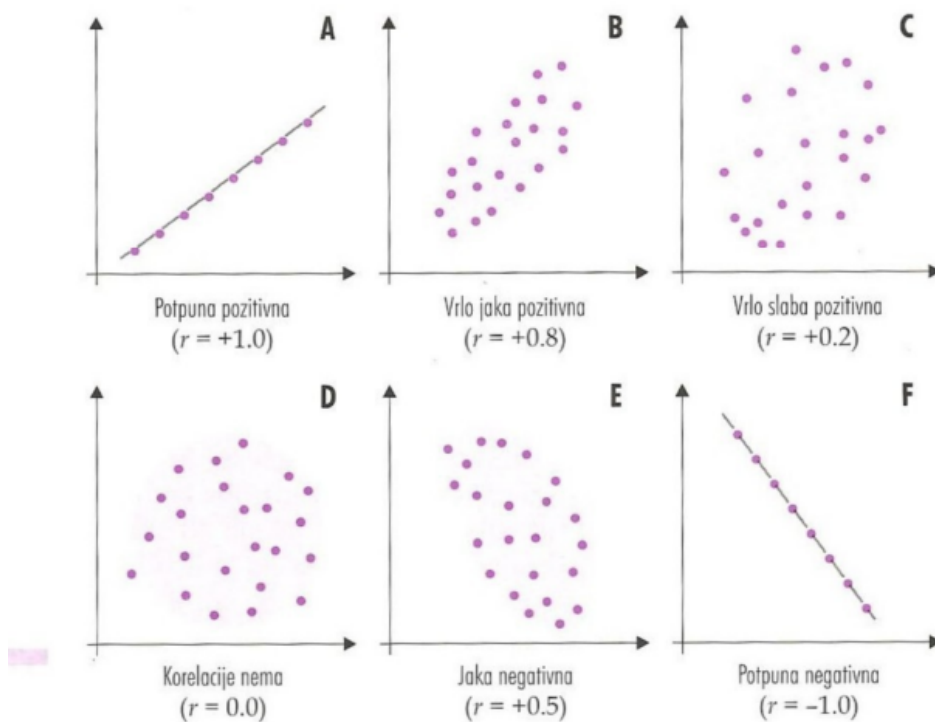 A
B
C
Potpuna pozitivna
(r = +1.0)
Vrlo jaka pozitivna
(r = +0.8)
Vrlo slaba pozitivna
(r = +0.2)
D
E
F
Korelacije nema
(r = 0.0)
Jaka negativna
(r = +0.5)
Potpuna negativna
(r = –1.0)